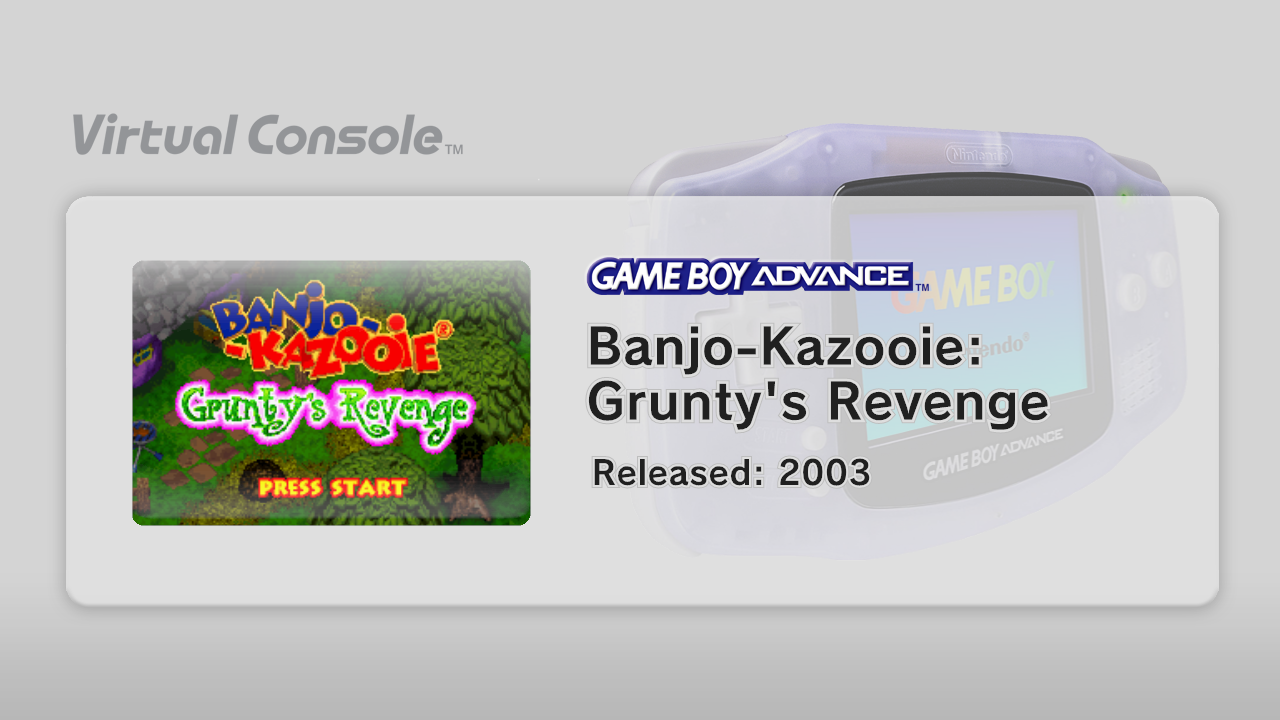 Virtual Console™
Nintendo
BANJO-
-KAZOOIE®
Grunty's Revenge
PRESS START
GAME BOY ADVANCE™
Banjo-Kazooie:
Grunty's Revenge
Released: 2003
GAME BOY
Nintendo®
GAME BOY ADVANCE